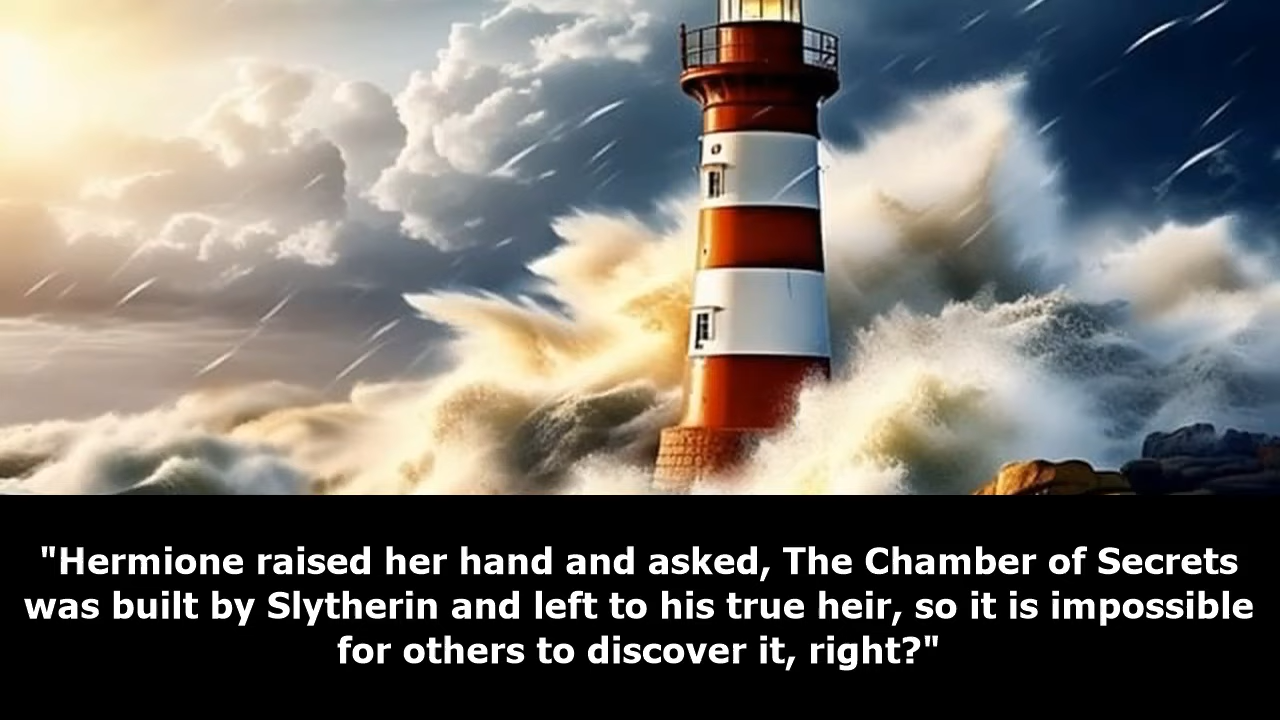 "Hermione raised her hand and asked, The Chamber of Secrets
was built by Slytherin and left to his true heir, so it is impossible
for others to discover it, right?"